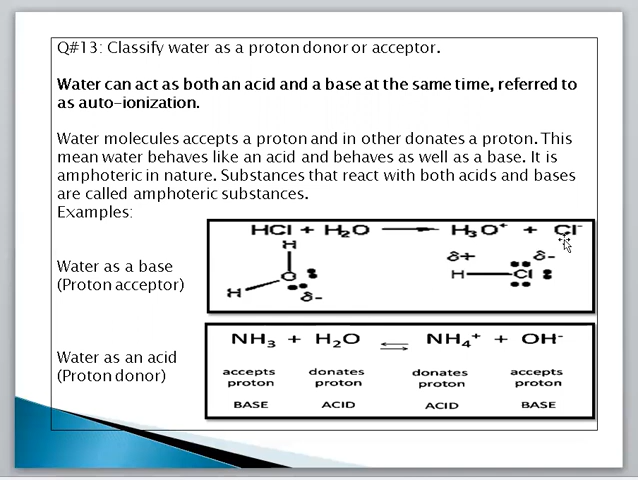 Q#13: Classify water as a proton donor or acceptor.
Water can act as both an acid and a base at the same time, referred to
as auto-ionization.
Water molecules accepts a proton and in other donates a proton. This
mean water behaves like an acid and behaves as well as a base. It is
amphoteric in nature. Substances that react with both acids and bases
are called amphoteric substances.
Examples:
Water as a base
(Proton acceptor)
HCl + H₂O → H₃O⁺ + Cl⁻
H
O
H
δ-
δ+ δ-
H Cl
Water as an acid
(Proton donor)
NH₃ + H₂O ⇌ NH₄⁺ + OH⁻
accepts donates donates accepts
proton proton proton proton
BASE ACID ACID BASE